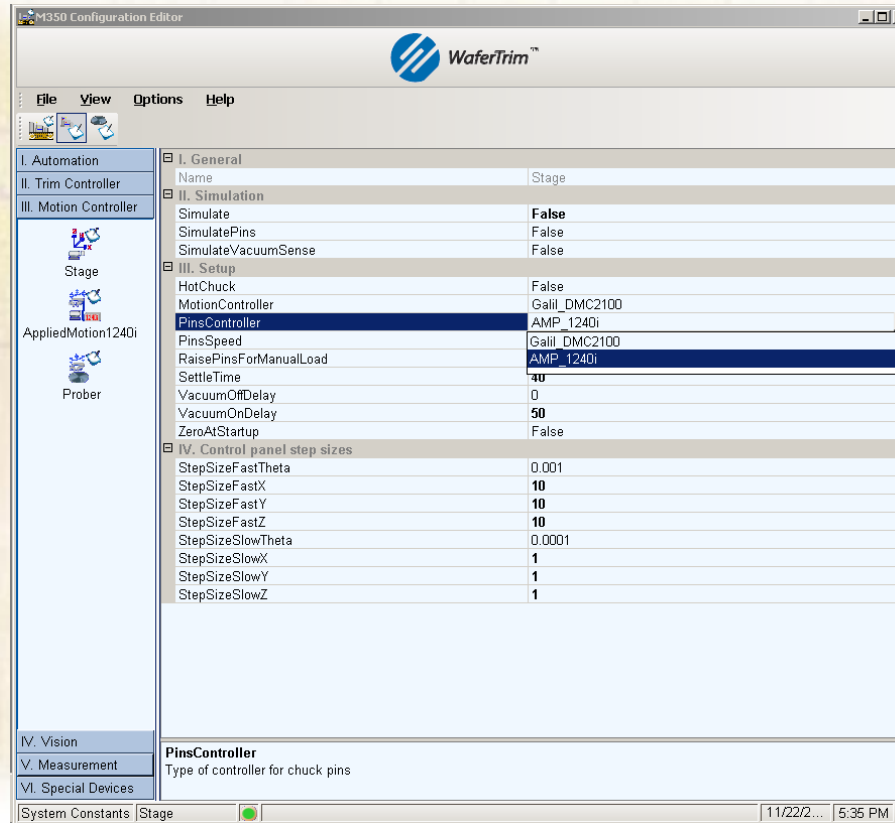 M350 Configuration Editor
WaferTrim™
File View Options Help
I. Automation
II. Trim Controller
III. Motion Controller
Stage
AppliedMotion1240i
Prober
IV. Vision
V. Measurement
VI. Special Devices
I. General
Name Stage
II. Simulation
Simulate False
SimulatePins False
SimulateVacuumSense False
III. Setup
HotChuck False
MotionController Galil_DMC2100
PinsController AMP_1240i
PinsSpeed Galil_DMC2100
RaisePinsForManualLoad AMP_1240i
SettleTime 40
VacuumOffDelay 0
VacuumOnDelay 50
ZeroAtStartup False
IV. Control panel step sizes
StepSizeFastTheta 0.001
StepSizeFastX 10
StepSizeFastY 10
StepSizeFastZ 10
StepSizeSlowTheta 0.0001
StepSizeSlowX 1
StepSizeSlowY 1
StepSizeSlowZ 1
PinsController
Type of controller for chuck pins
System Constants Stage 11/22/2... 5:35 PM